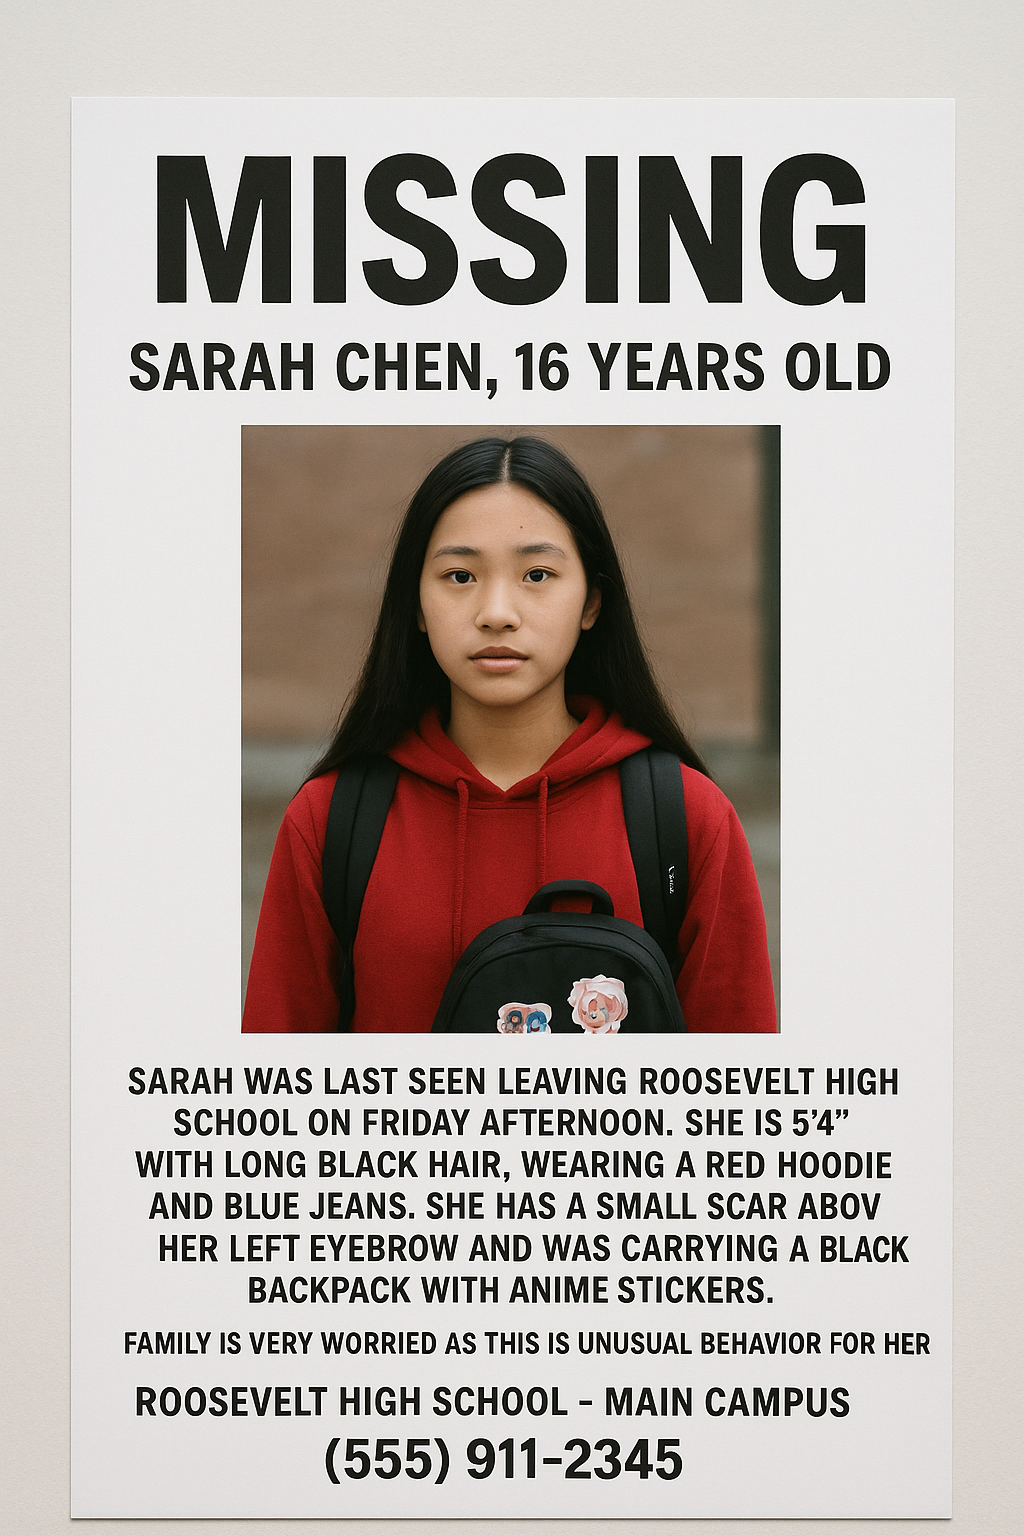 MISSING
SARAH CHEN, 16 YEARS OLD
SARAH WAS LAST SEEN LEAVING ROOSEVELT HIGH
SCHOOL ON FRIDAY AFTERNOON. SHE IS 5’4”
WITH LONG BLACK HAIR, WEARING A RED HOODIE
AND BLUE JEANS. SHE HAS A SMALL SCAR ABOV
HER LEFT EYEBROW AND WAS CARRYING A BLACK
BACKPACK WITH ANIME STICKERS.
FAMILY IS VERY WORRIED AS THIS IS UNUSUAL BEHAVIOR FOR HER
ROOSEVELT HIGH SCHOOL – MAIN CAMPUS
(555) 911-2345